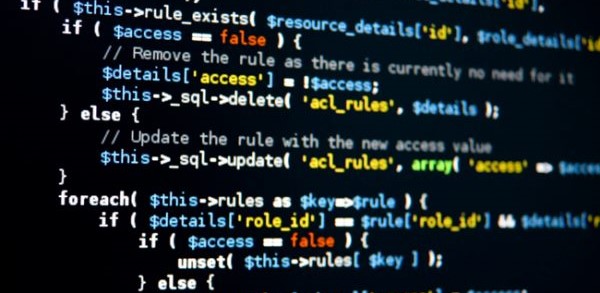 if ( $this->rule_exists( $resource_details['id'], $role_details['id
if ( $access == false ) {
// Remove the rule as there is currently no need for it
$details['access'] = !$access;
$this->_sql->delete( 'acl_rules', $details );
} else {
// Update the rule with the new access value
$this->_sql->update( 'acl_rules', array( 'access' => $acces
}
foreach( $this->rules as $key=>$rule ) {
if ( $details['role_id'] == $rule['role_id'] && $details['r
if ( $access == false ) {
unset( $this->rules[ $key ] );
} else {